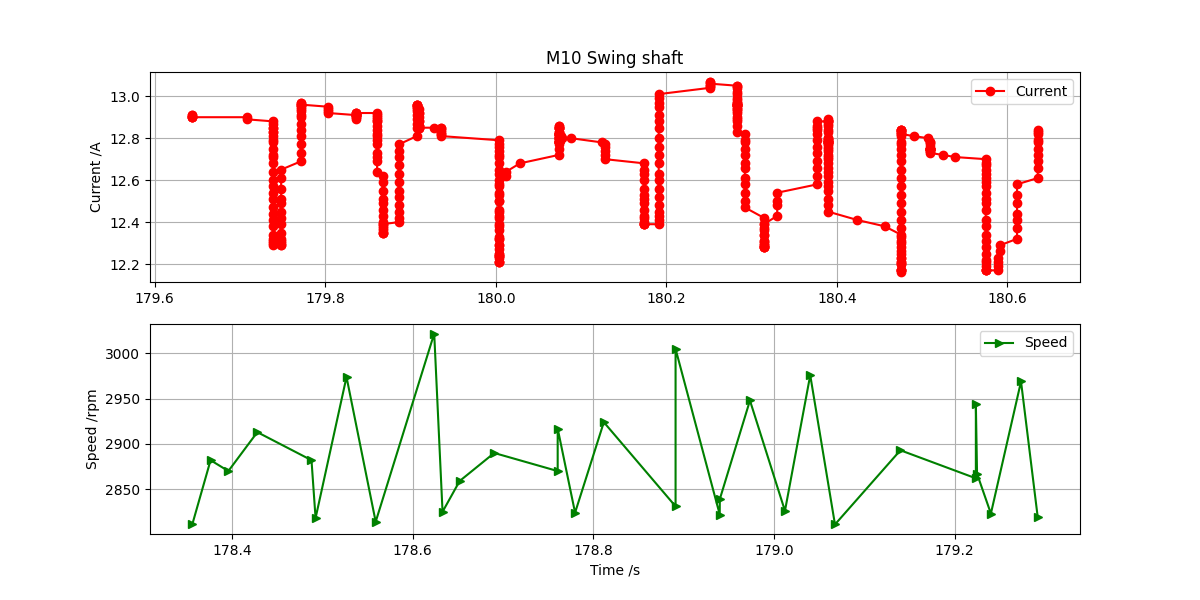 M10 Swing shaft
Current /A
13.0
12.8
12.6
12.4
12.2
Current
179.6 179.8 180.0 180.2 180.4 180.6
Speed /rpm
3000
2950
2900
2850
Speed
178.4 178.6 178.8 179.0 179.2
Time /s